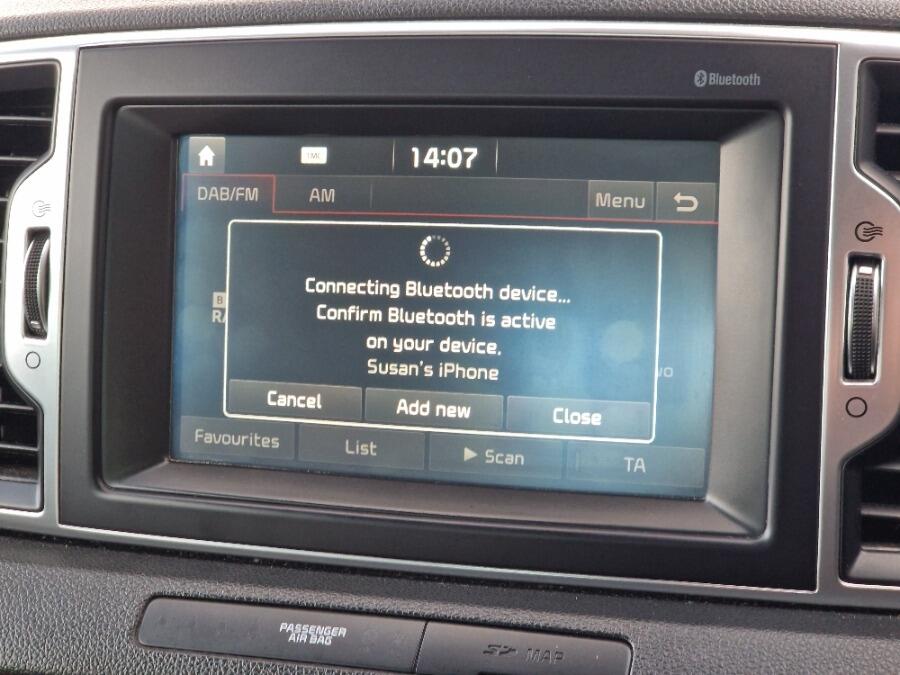 Bluetooth
14:07
DAB/FM AM Menu
Connecting Bluetooth device...
Confirm Bluetooth is active
on your device.
Susan's iPhone
Cancel Add new Close
Favourites List Scan TA
PASSENGER
AIR BAG
MAP